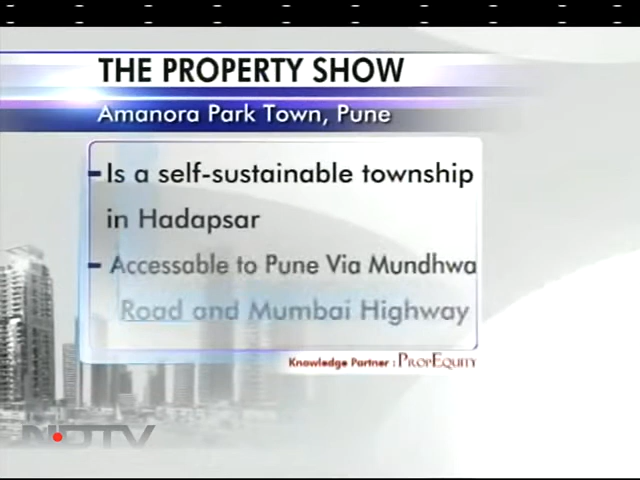 THE PROPERTY SHOW
Amanora Park Town, Pune
- Is a self-sustainable township
in Hadapsar
- Accessable to Pune Via Mundhwa
Road and Mumbai Highway
Knowledge Partner : PROPEQUITY
NDTV